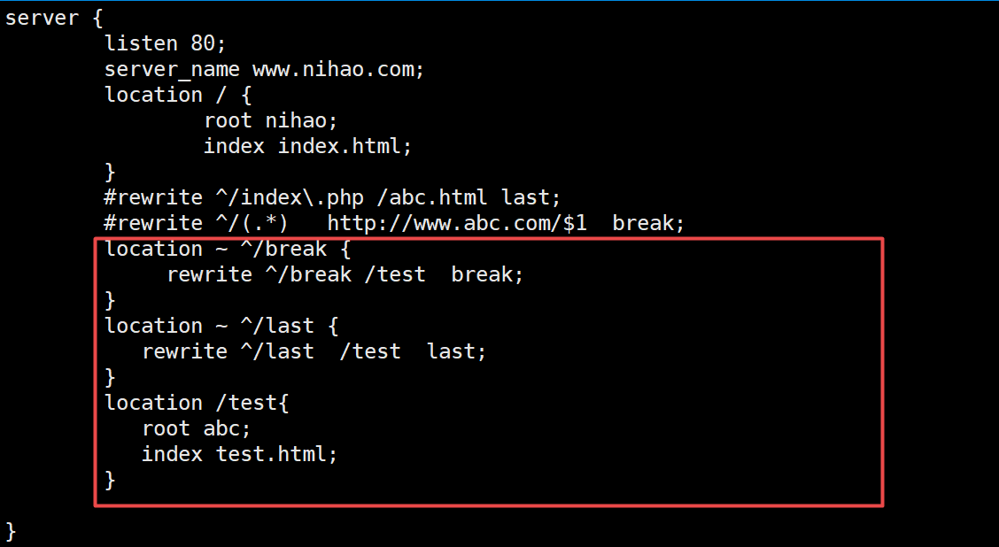 server {
        listen 80;
        server_name www.nihao.com;
        location / {
                root nihao;
                index index.html;
        }
        #rewrite ^/index\.php /abc.html last;
        #rewrite ^/(.*)   http://www.abc.com/$1  break;
        location ~ ^/break {
             rewrite ^/break /test  break;
        }
        location ~ ^/last {
           rewrite ^/last  /test  last;
        }
        location /test{
           root abc;
           index test.html;
        }

}